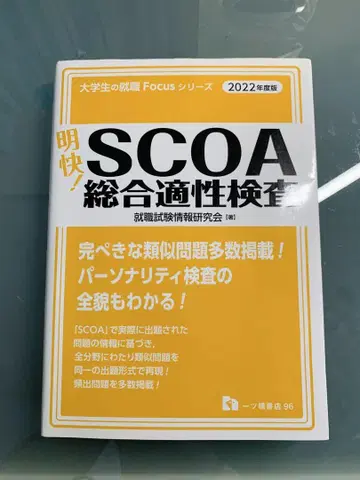 大学生の就職Focusシリーズ 2022年度版
明快!
SCOA
総合適性検査
就職試験情報研究会[著]
完ぺきな類似問題多数掲載!
パーソナリティ検査の
全貌もわかる!
「SCOA」で実際に出題された
問題の情報に基づき、
全分野にわたり類似問題を
同一の出題形式で再現!
頻出問題を多数掲載!
一ツ橋書店 96